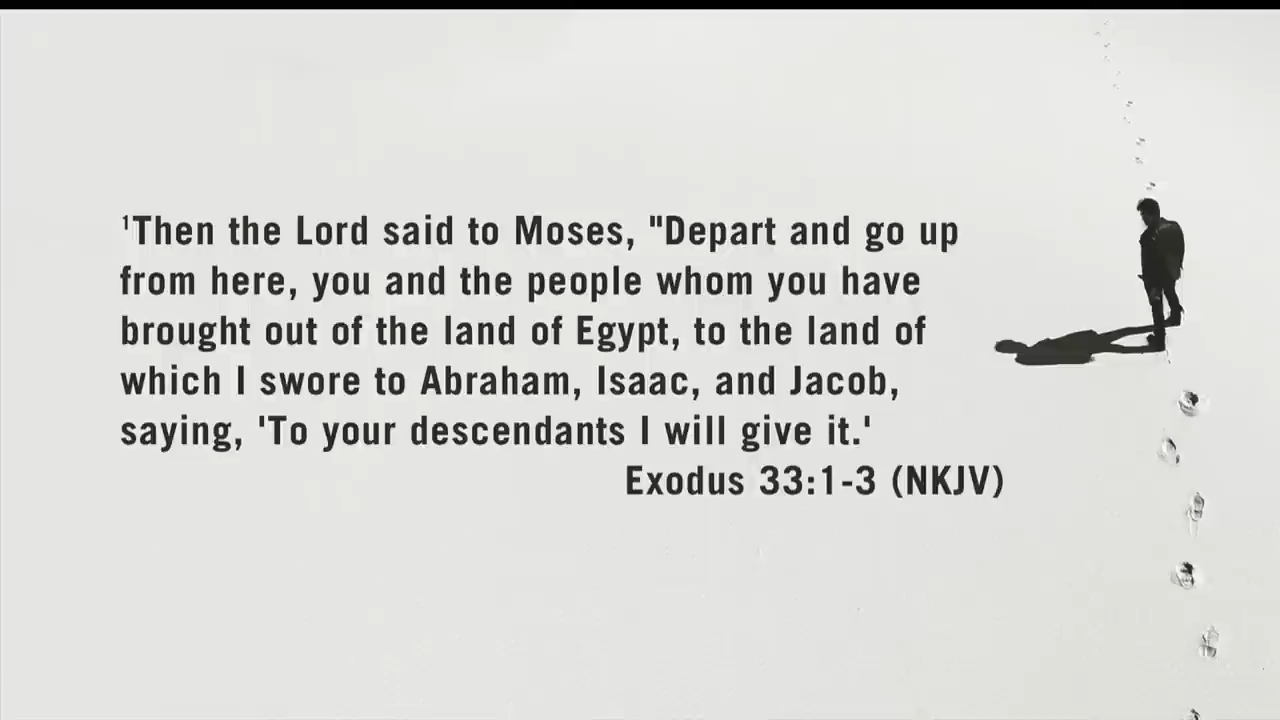 ¹Then the Lord said to Moses, "Depart and go up
from here, you and the people whom you have
brought out of the land of Egypt, to the land of
which I swore to Abraham, Isaac, and Jacob,
saying, 'To your descendants I will give it.'
Exodus 33:1-3 (NKJV)